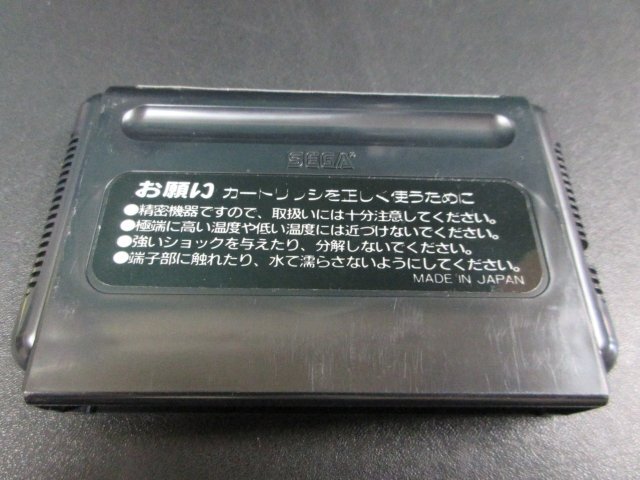 SEGA
お願い カートリッジを正しく使うために
●精密機器ですので、取扱いには十分注意してください。
●極端に高い温度や低い温度には近づけないでください。
●強いショックを与えたり、分解しないでください。
●端子部に触れたり、水で濡らさないようにしてください。
MADE IN JAPAN